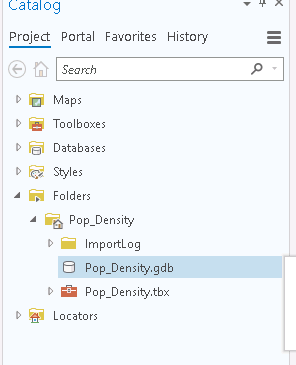 Catalog
Project Portal Favorites History
Search
Maps
Toolboxes
Databases
Styles
Folders
Pop_Density
ImportLog
Pop_Density.gdb
Pop_Density.tbx
Locators